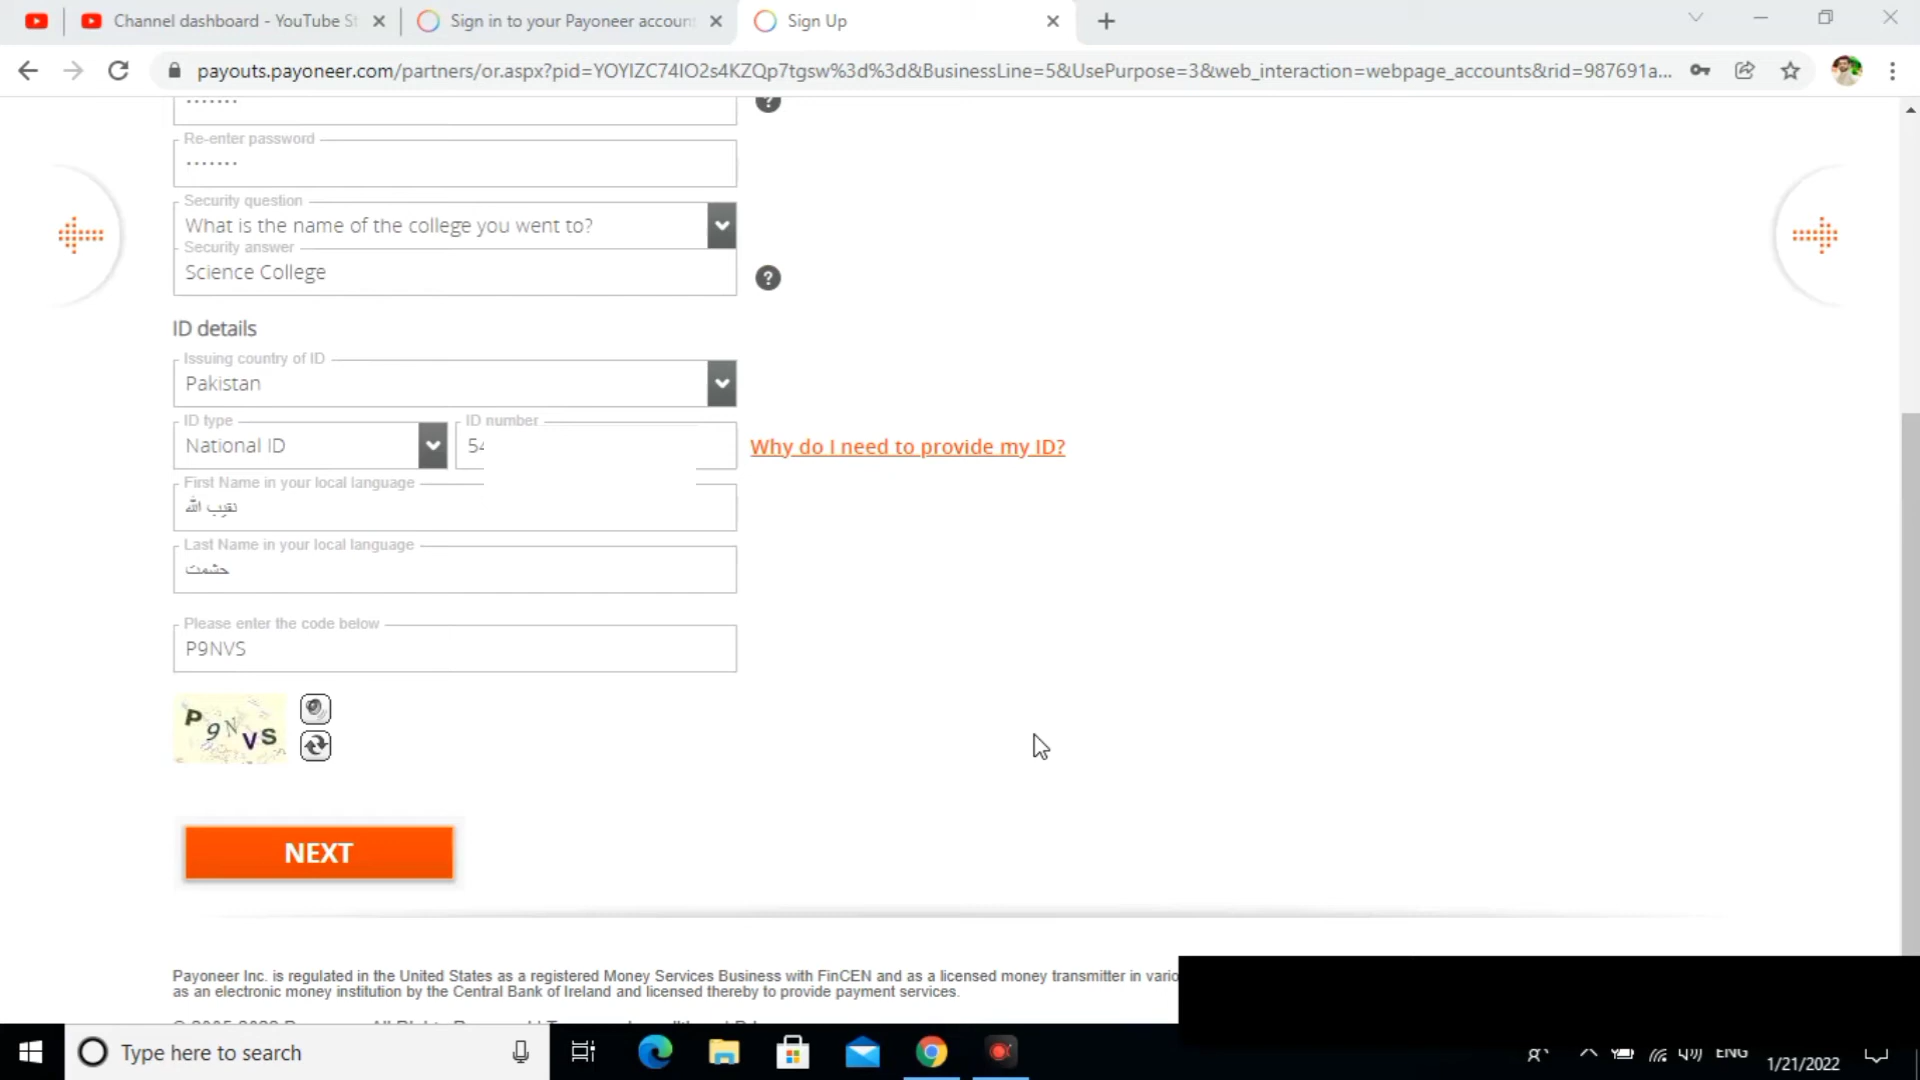 Channel dashboard - YouTube St
Sign in to your Payoneer accoun
Sign Up
payouts.payoneer.com/partners/or.aspx?pid=YOYIZC74IO2s4KZQp7tgsw%3d%3d&BusinessLine=5&UsePurpose=3&web_interaction=webpage_accounts&rid=987691a...
Re-enter password
Security question
What is the name of the college you went to?
Security answer
Science College
ID details
Issuing country of ID
Pakistan
ID type
National ID
ID number
54
Why do I need to provide my ID?
First Name in your local language
نقیب الله
Last Name in your local language
حشمت
Please enter the code below
P9NVS
P9NVS
NEXT
Payoneer Inc. is regulated in the United States as a registered Money Services Business with FinCEN and as a licensed money transmitter in vario
as an electronic money institution by the Central Bank of Ireland and licensed thereby to provide payment services.
Type here to search
ENG
1/21/2022